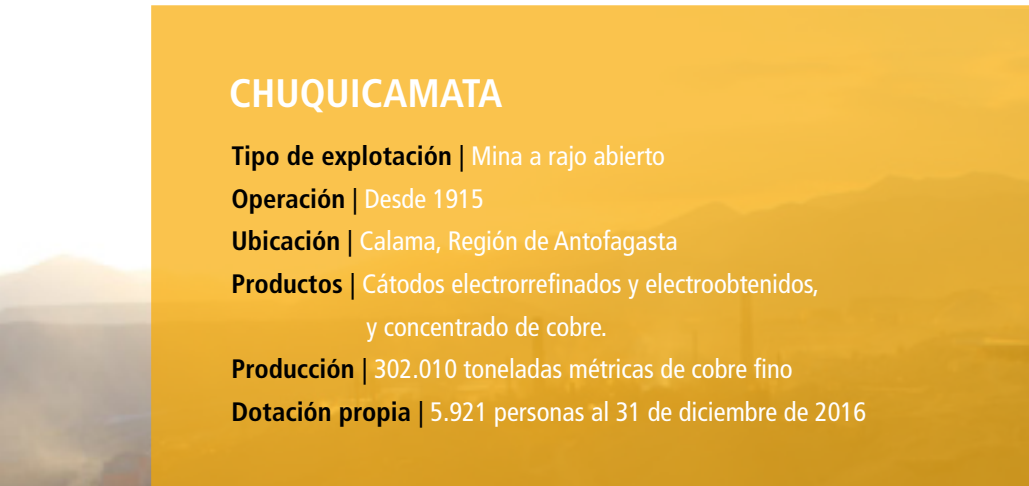 CHUQUICAMATA
Tipo de explotación | Mina a rajo abierto
Operación | Desde 1915
Ubicación | Calama, Región de Antofagasta
Productos | Cátodos electrorrefinados y electroobtenidos,
y concentrado de cobre.
Producción | 302.010 toneladas métricas de cobre fino
Dotación propia | 5.921 personas al 31 de diciembre de 2016